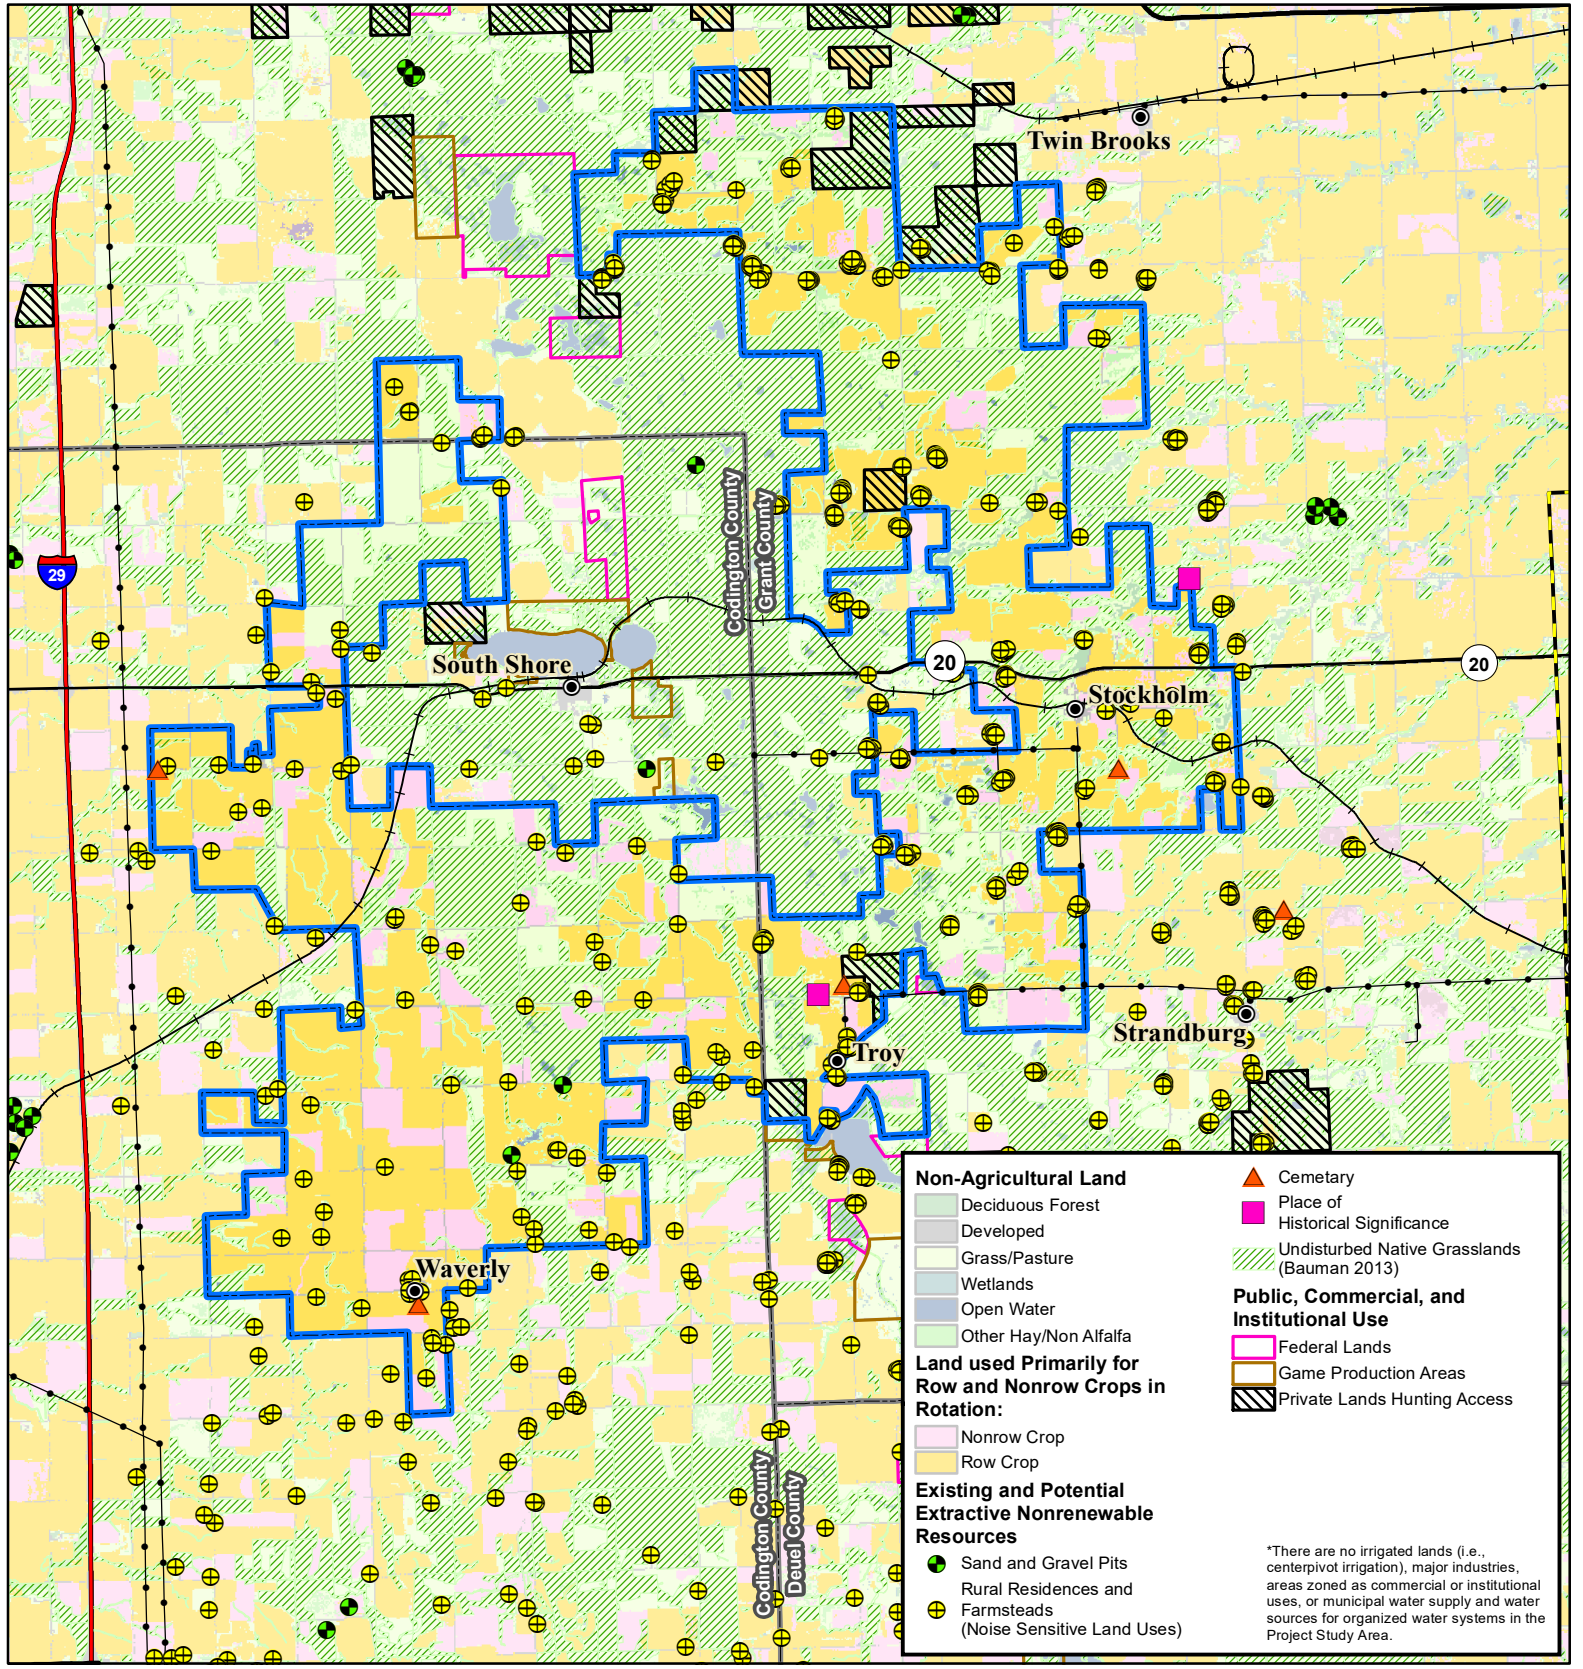 Twin Brooks
Codington County
Grant County
29
South Shore
20
20
Stockholm
Strandburg
Troy
Waverly
Codington County
Deuel County
Non-Agricultural Land
Deciduous Forest
Developed
Grass/Pasture
Wetlands
Open Water
Other Hay/Non Alfalfa
Land used Primarily for
Row and Nonrow Crops in
Rotation:
Nonrow Crop
Row Crop
Existing and Potential
Extractive Nonrenewable
Resources
Sand and Gravel Pits
Rural Residences and
Farmsteads
(Noise Sensitive Land Uses)
Cemetary
Place of
Historical Significance
Undisturbed Native Grasslands
(Bauman 2013)
Public, Commercial, and
Institutional Use
Federal Lands
Game Production Areas
Private Lands Hunting Access
*There are no irrigated lands (i.e.,
centerpivot irrigation), major industries,
areas zoned as commercial or institutional
uses, or municipal water supply and water
sources for organized water systems in the
Project Study Area.